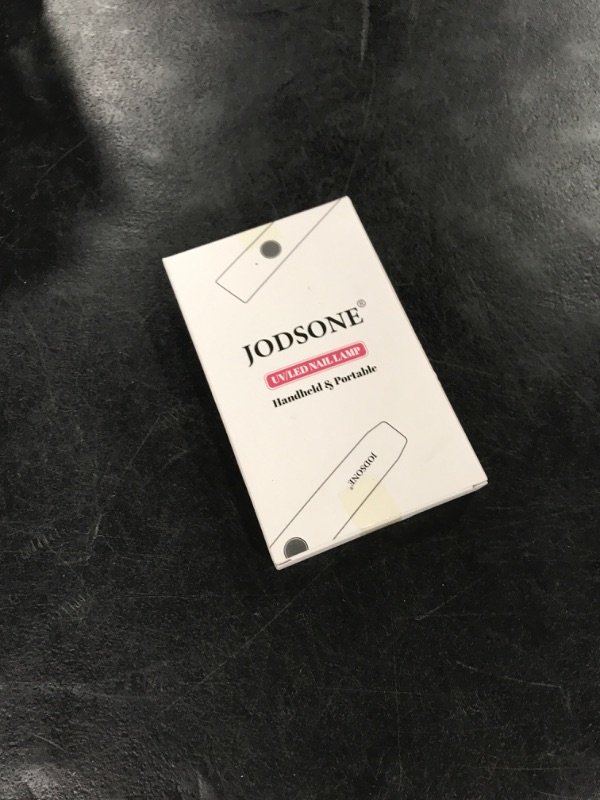 JODSONE®
UV/LED NAIL LAMP
Handheld & Portable
JODSONE®